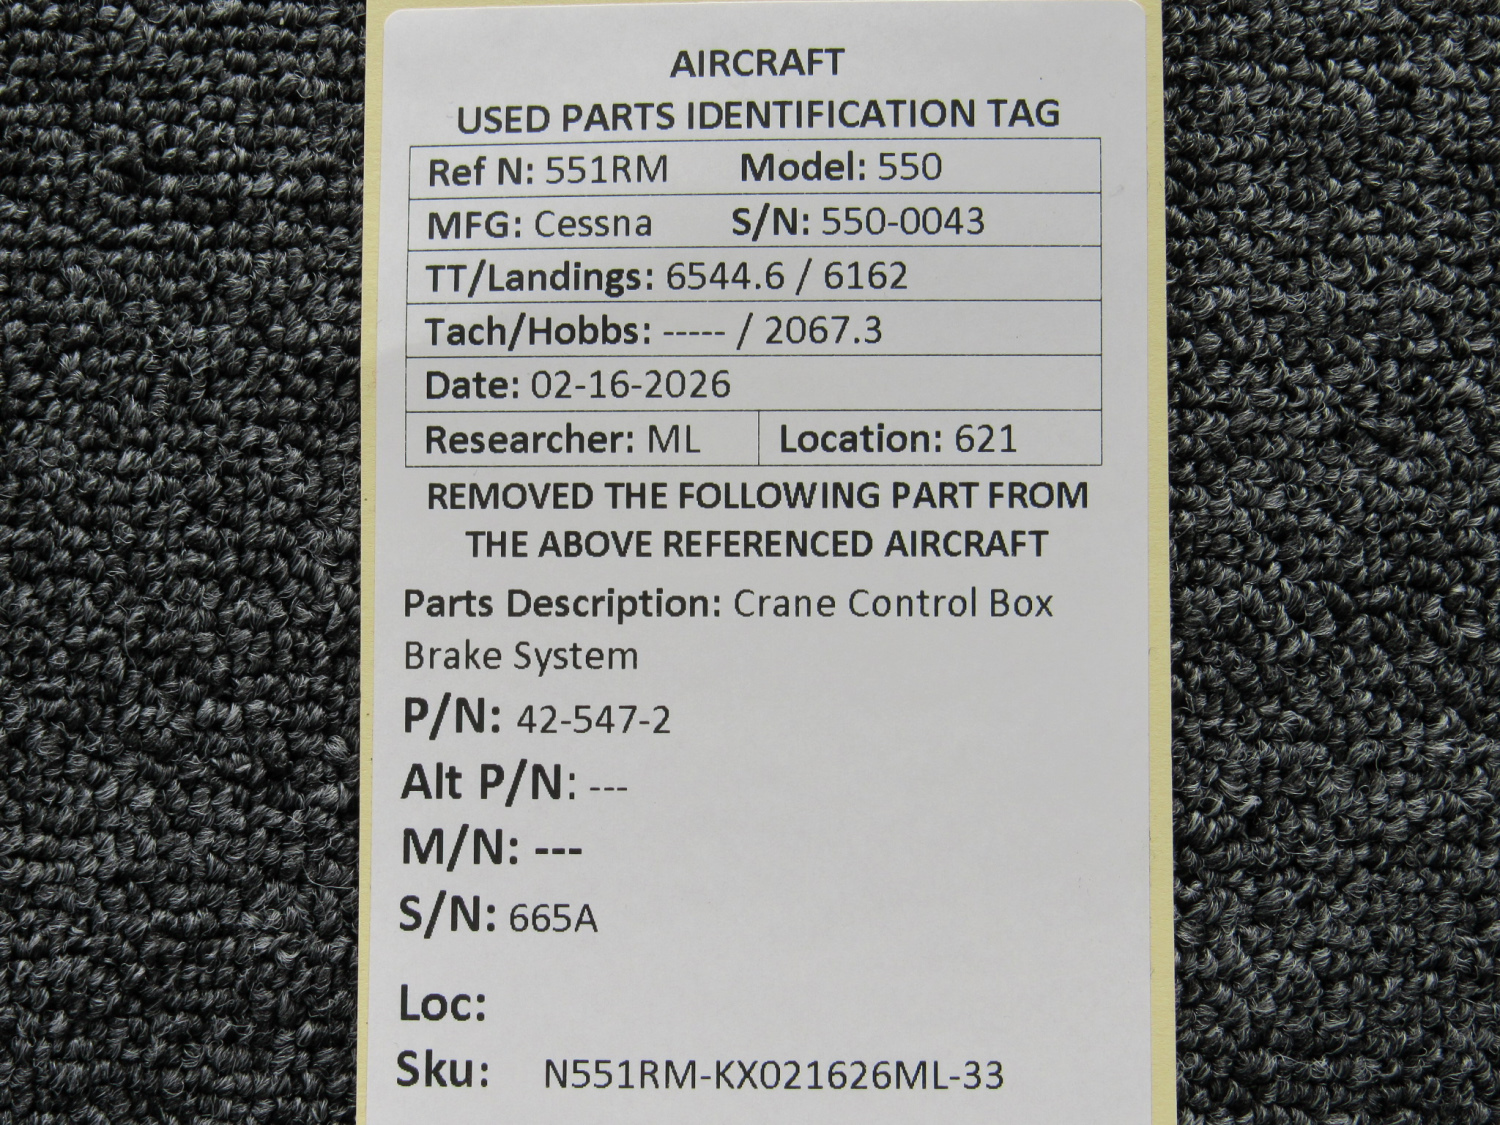 AIRCRAFT
USED PARTS IDENTIFICATION TAG
Ref N: 551RM Model: 550
MFG: Cessna S/N: 550-0043
TT/Landings: 6544.6 / 6162
Tach/Hobbs: ----- / 2067.3
Date: 02-16-2026
Researcher: ML Location: 621
REMOVED THE FOLLOWING PART FROM
THE ABOVE REFERENCED AIRCRAFT
Parts Description: Crane Control Box
Brake System
P/N: 42-547-2
Alt P/N: ---
M/N: ---
S/N: 665A
Loc:
Sku: N551RM-KX021626ML-33